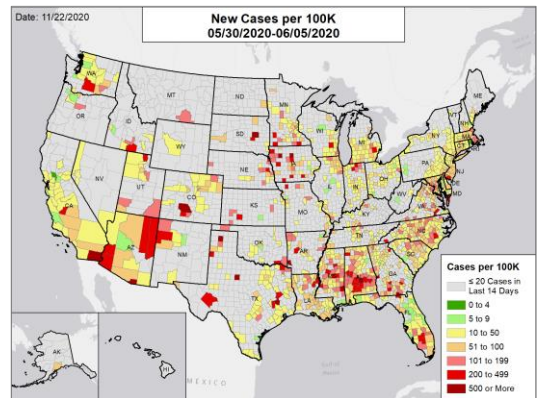 Date: 11/22/2020
New Cases per 100K
05/30/2020-06/05/2020
WA
MT
ND
MN
ME
VT
NH
OR
ID
SD
WI
MI
NY
MA
CT
RI
WY
NE
PA
NJ
DE
MD
NV
UT
CO
IL
IN
OH
WV
CA
KS
MO
KY
VA
AZ
NM
OK
AR
TN
NC
SC
GA
TX
LA
FL
AK
HI
MEXICO
Cases per 100K
≤ 20 Cases in
Last 14 Days
0 to 4
5 to 9
10 to 50
51 to 100
101 to 199
200 to 499
500 or More